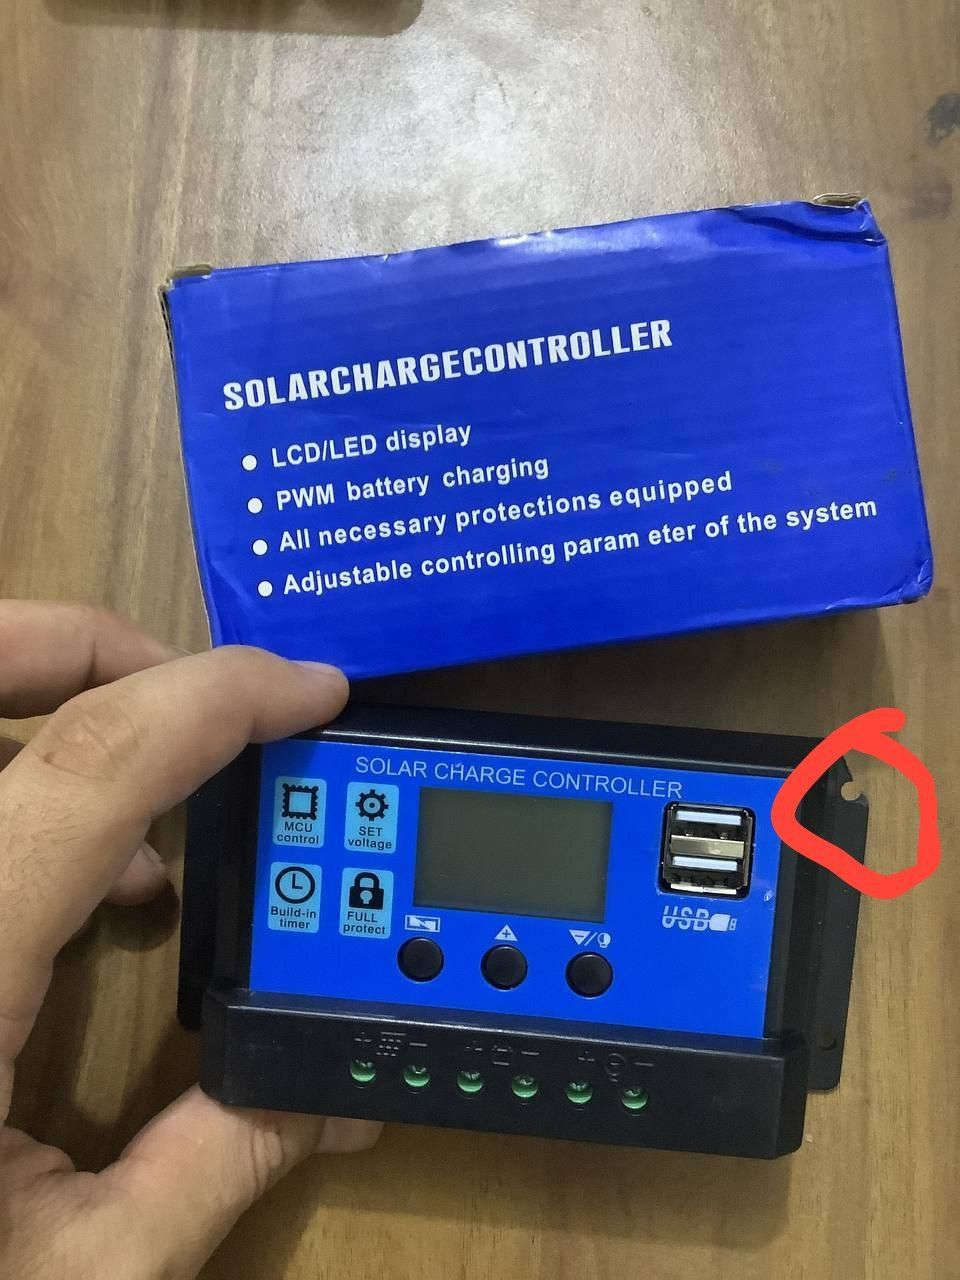 SOLARCHARGECONTROLLER
LCD/LED display
PWM battery charging
All necessary protections equipped
Adjustable controlling param eter of the system
SOLAR CHARGE CONTROLLER
MCU
control
SET
voltage
Build-in
timer
FULL
protect
USB